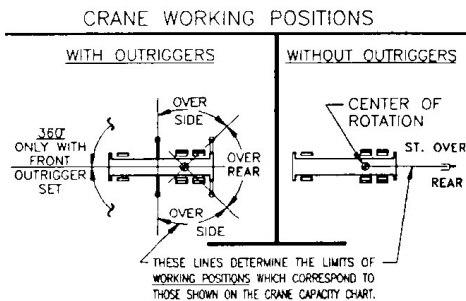 CRANE WORKING POSITIONS
WITH OUTRIGGERS
WITHOUT OUTRIGGERS
OVER
SIDE
360°
ONLY WITH
FRONT
OUTRIGGER
SET
OVER
REAR
OVER
SIDE
CENTER OF
ROTATION
ST. OVER
REAR
THESE LINES DETERMINE THE LIMITS OF
WORKING POSITIONS WHICH CORRESPOND TO
THOSE SHOWN ON THE CRANE CAPACITY CHART.